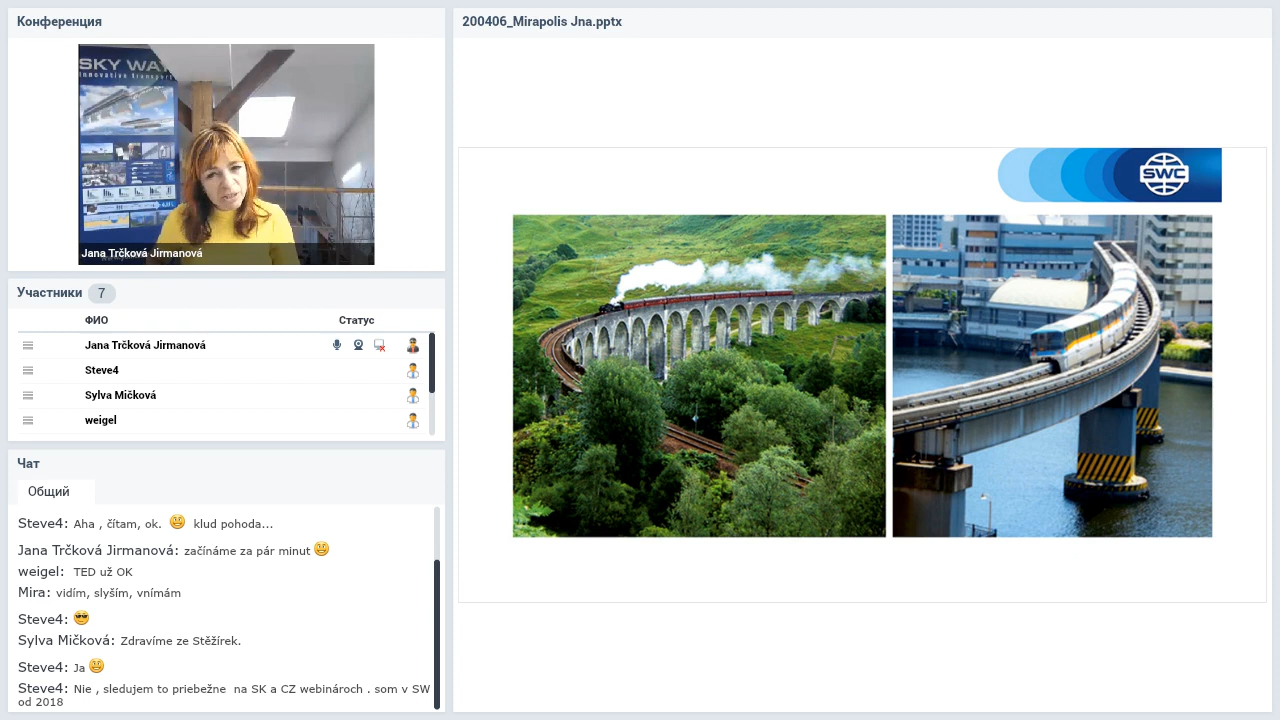 Конференция
SKY WAY
Innovative Transport
Jana Trčková Jirmanová
Участники 7
ФИО Статус
Jana Trčková Jirmanová
Steve4
Sylva Mičková
weigel
Чат
Общий
Steve4: Aha , čítam, ok. klud pohoda...
Jana Trčková Jirmanová: začínáme za pár minut
weigel: TED už OK
Mira: vidím, slyším, vnímám
Steve4:
Sylva Mičková: Zdravíme ze Stěžírek.
Steve4: Ja
Steve4: Nie , sledujem to priebežne na SK a CZ webinároch . som v SW
od 2018
200406_Mirapolis Jna.pptx
SWC